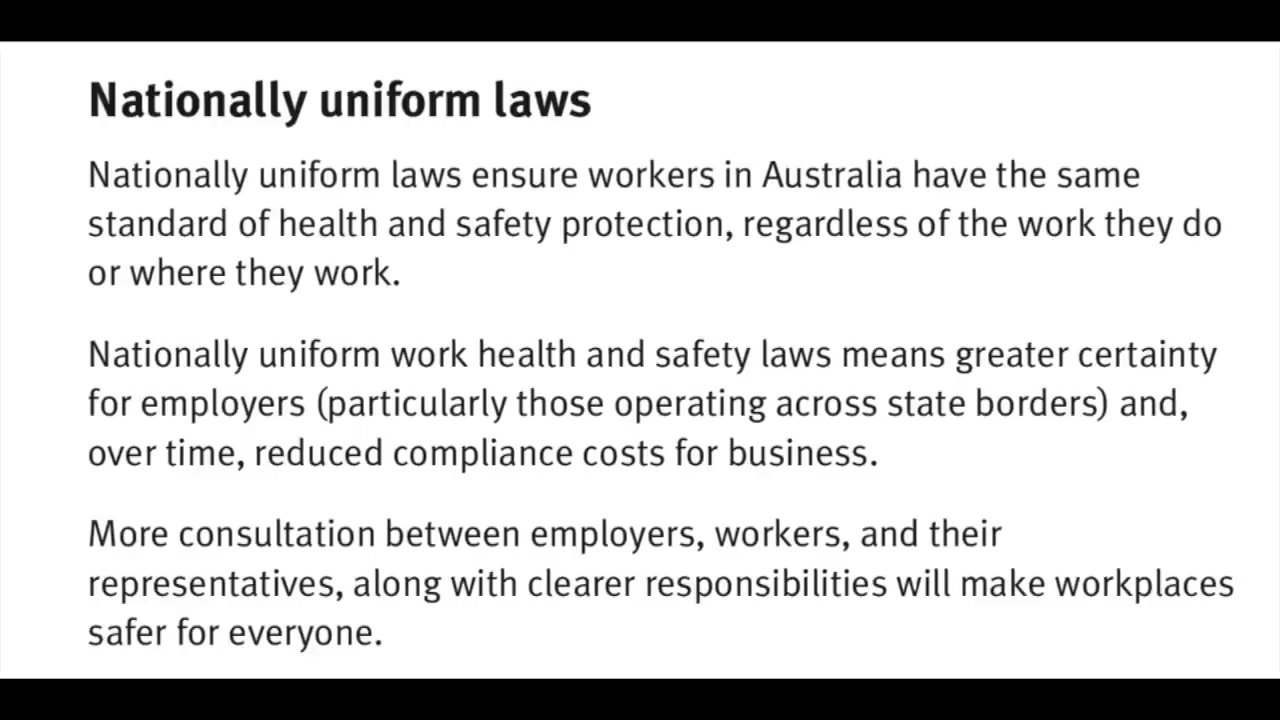 Nationally uniform laws
Nationally uniform laws ensure workers in Australia have the same
standard of health and safety protection, regardless of the work they do
or where they work.
Nationally uniform work health and safety laws means greater certainty
for employers (particularly those operating across state borders) and,
over time, reduced compliance costs for business.
More consultation between employers, workers, and their
representatives, along with clearer responsibilities will make workplaces
safer for everyone.